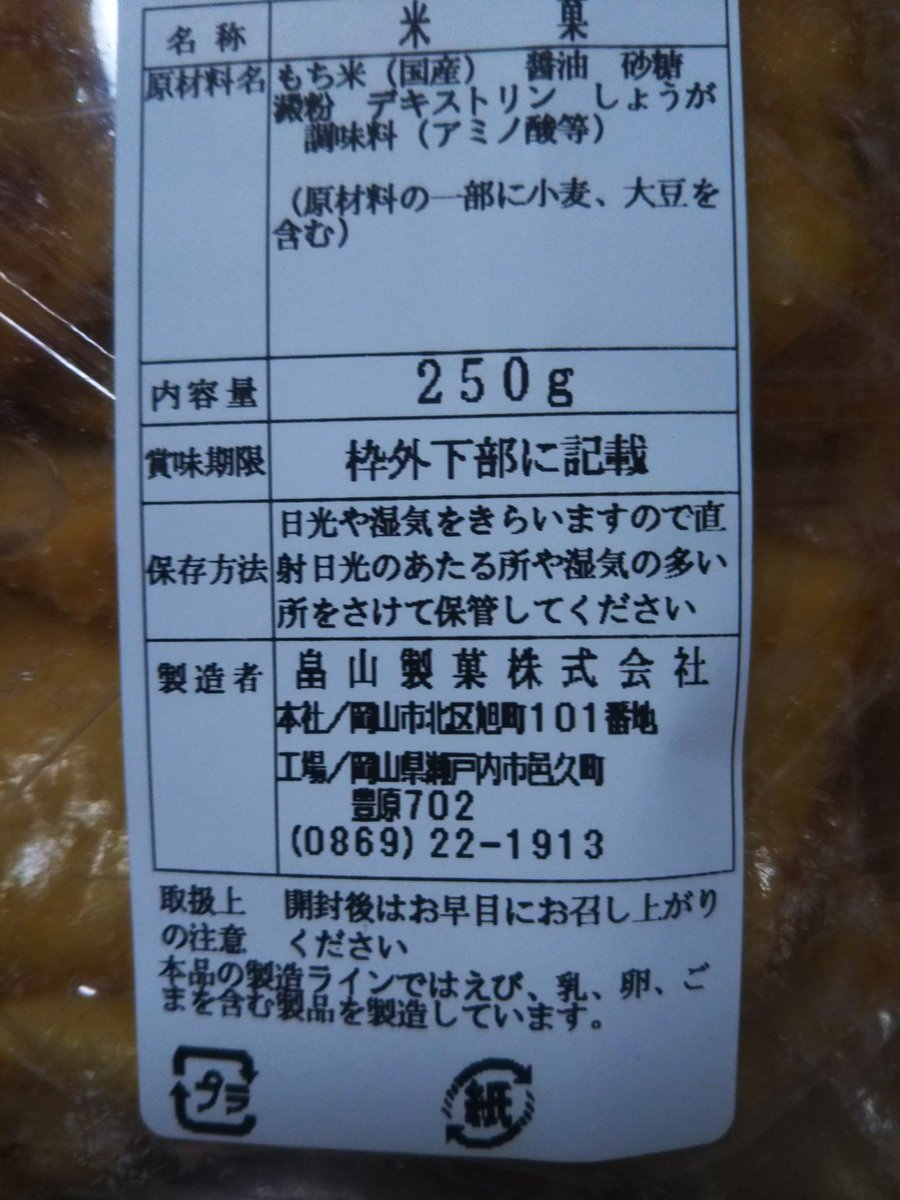 名称 米菓
原材料名 もち米(国産) 醤油 砂糖
澱粉 デキストリン しょうが
調味料(アミノ酸等)
(原材料の一部に小麦、大豆を
含む)
内容量 250g
賞味期限 枠外下部に記載
日光や湿気をきらいますので直
保存方法 射日光のあたる所や湿気の多い
所をさけて保管してください
製造者 畠山製菓株式会社
本社/岡山市北区旭町101番地
工場/岡山県瀬戸内市邑久町
豊原702
(0869)22-1913
取扱上 開封後はお早目にお召し上がり
の注意 ください
本品の製造ラインではえび、乳、卵、ご
まを含む製品を製造しています。
プラ 紙